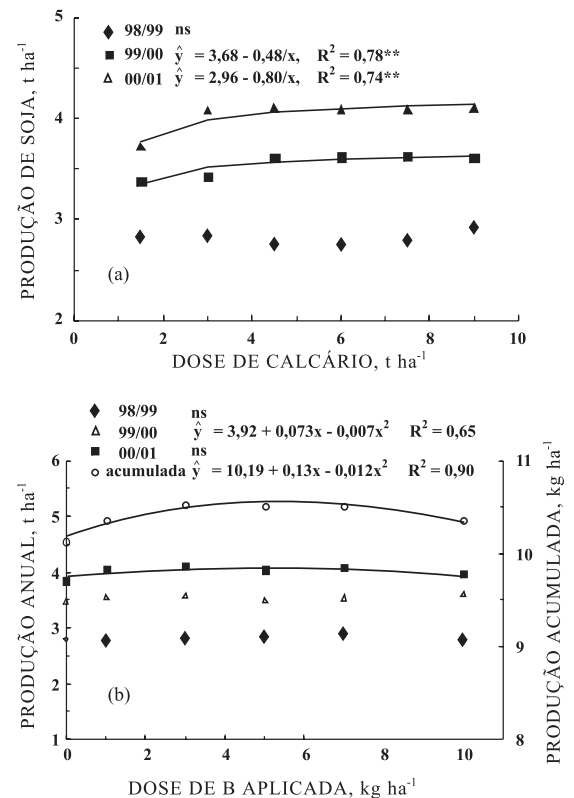 98/99 ns
99/00 ŷ = 3,68 - 0,48/x, R² = 0,78**
00/01 ŷ = 2,96 - 0,80/x, R² = 0,74**
PRODUÇÃO DE SOJA, t ha⁻¹
5
4
3
2
(a)
0 2 4 6 8 10
DOSE DE CALCÁRIO, t ha⁻¹
98/99 ns
99/00 ŷ = 3,92 + 0,073x - 0,007x² R² = 0,65
00/01 ns
acumulada ŷ = 10,19 + 0,13x - 0,012x² R² = 0,90
PRODUÇÃO ANUAL, t ha⁻¹
6
5
4
3
2
1
(b)
11
10
9
8
PRODUÇÃO ACUMULADA, kg ha⁻¹
0 2 4 6 8 10
DOSE DE B APLICADA, kg ha⁻¹